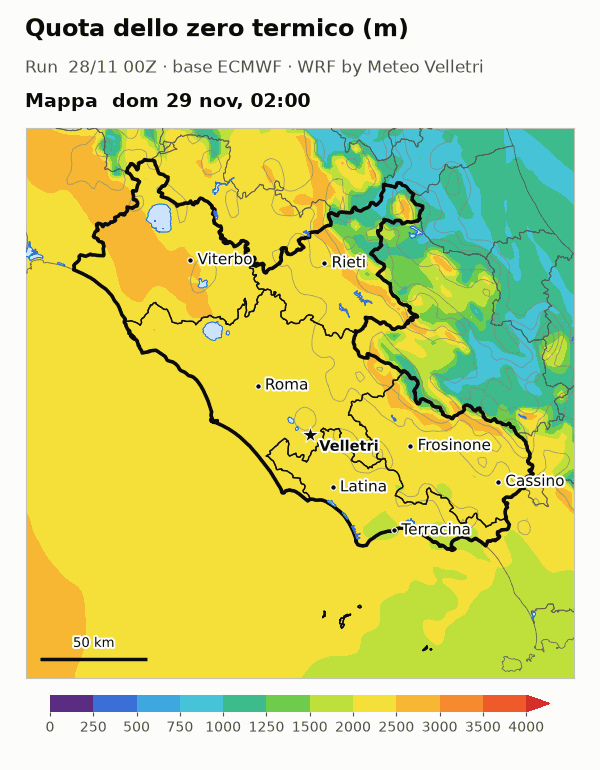 Quota dello zero termico (m)
Run 28/11 00Z · base ECMWF · WRF by Meteo Velletri
Mappa dom 29 nov, 02:00
Viterbo
Rieti
Roma
Velletri
Frosinone
Cassino
Latina
Terracina
50 km
0 250 500 750 1000 1250 1500 2000 2500 3000 3500 4000